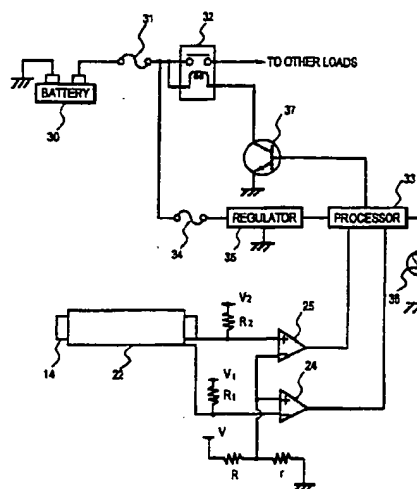 31
32
TO OTHER LOADS
BATTERY
30
37
33
REGULATOR
PROCESSOR
34
35
36
V2
R2
25
V1
R1
24
14
22
V
R
r